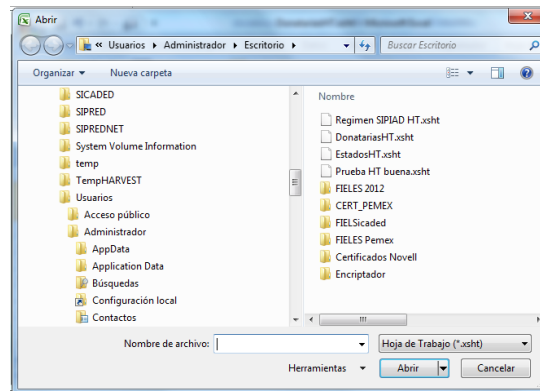 Abrir
« Usuarios ▸ Administrador ▸ Escritorio ▸
Buscar Escritorio
Organizar
Nueva carpeta
SICADED
SIPRED
SIPREDNET
System Volume Information
temp
TempHARVEST
Usuarios
Acceso público
Administrador
AppData
Application Data
Búsquedas
Configuración local
Contactos
Nombre
Regimen SIPIAD HT.xsht
DonatariasHT.xsht
EstadosHT.xsht
Prueba HT buena.xsht
FIELES 2012
CERT_PEMEX
FIELSicaded
FIELES Pemex
Certificados Novell
Encriptador
Nombre de archivo:
Hoja de Trabajo (*.xsht)
Herramientas
Abrir
Cancelar